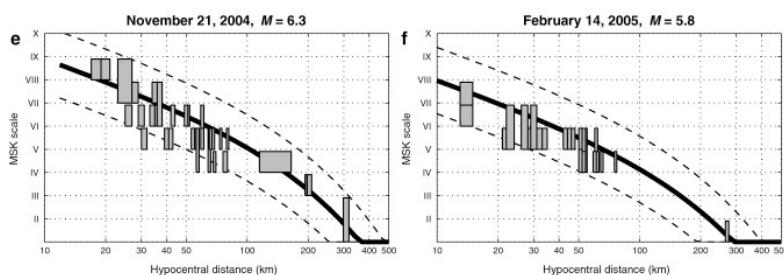 e
November 21, 2004, M = 6.3
X
IX
VIII
VII
VI
V
IV
III
II
MSK scale
10 20 30 40 50 100 200 300 500
Hypocentral distance (km)
f
February 14, 2005, M = 5.8
X
IX
VIII
VII
VI
V
IV
III
II
MSK scale
10 20 30 40 50 100 200 300 500
Hypocentral distance (km)